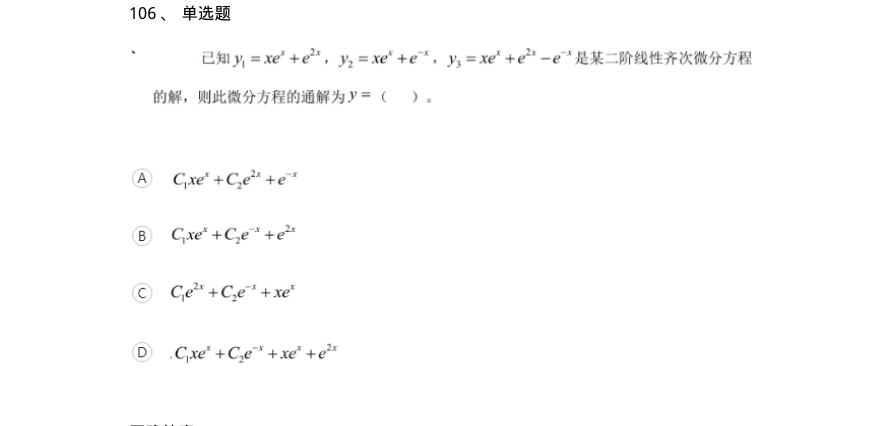 106、 单选题
、
已知 y₁ = xeˣ + e²ˣ，y₂ = xeˣ + e⁻ˣ，y₃ = xeˣ + e²ˣ − e⁻ˣ 是某二阶线性齐次微分方程
的解，则此微分方程的通解为 y =（ ）。
A C₁xeˣ + C₂e²ˣ + e⁻ˣ
B C₁xeˣ + C₂e⁻ˣ + e²ˣ
C C₁e²ˣ + C₂e⁻ˣ + xeˣ
D .C₁xeˣ + C₂e⁻ˣ + xeˣ + e²ˣ